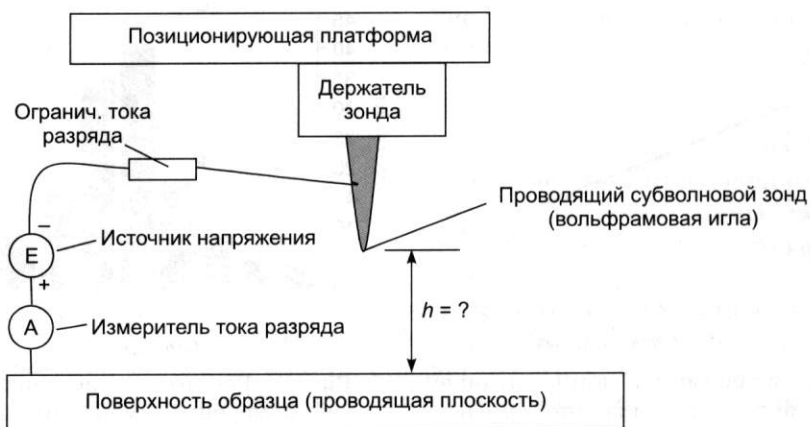 Позиционирующая платформа
Держатель
зонда
Огранич. тока
разряда
Проводящий субволновой зонд
(вольфрамовая игла)
–
E
Источник напряжения
+
h = ?
A
Измеритель тока разряда
Поверхность образца (проводящая плоскость)